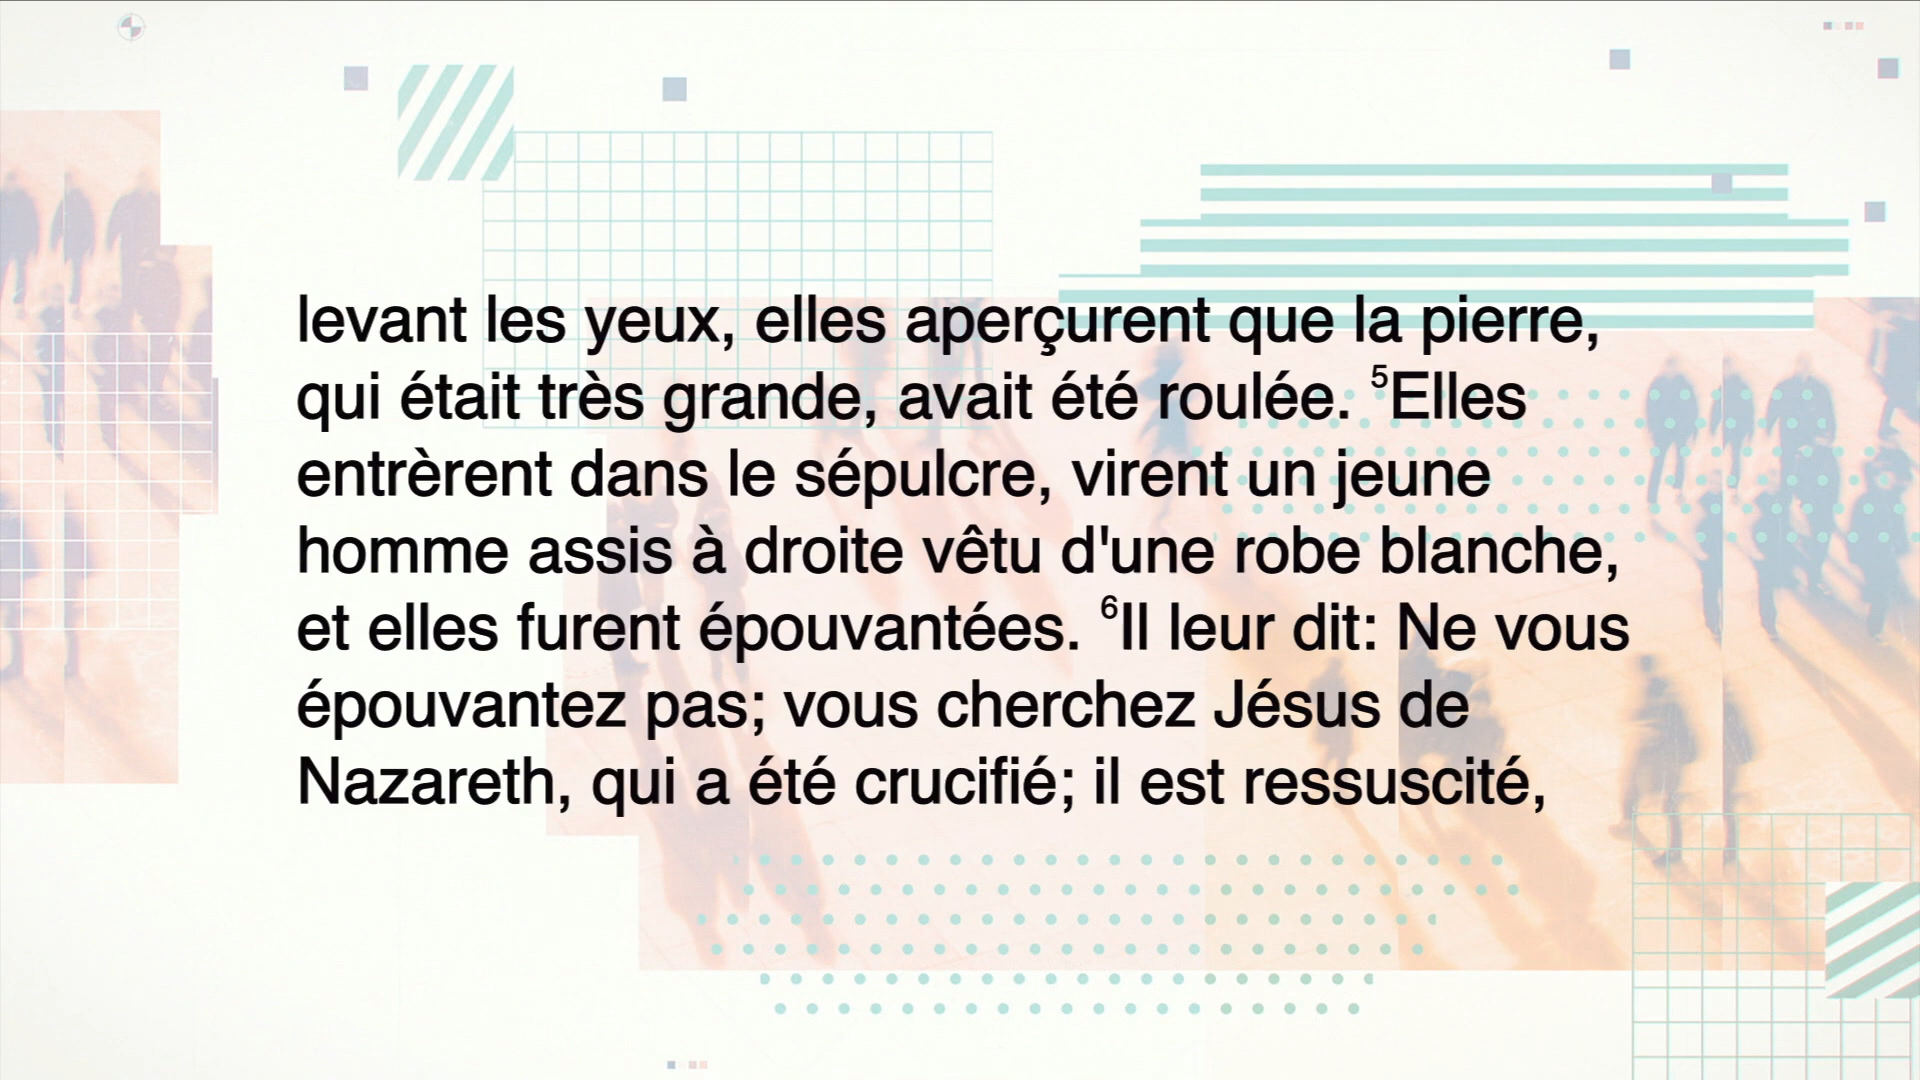 levant les yeux, elles aperçurent que la pierre,
qui était très grande, avait été roulée. ⁵Elles
entrèrent dans le sépulcre, virent un jeune
homme assis à droite vêtu d'une robe blanche,
et elles furent épouvantées. ⁶Il leur dit: Ne vous
épouvantez pas; vous cherchez Jésus de
Nazareth, qui a été crucifié; il est ressuscité,